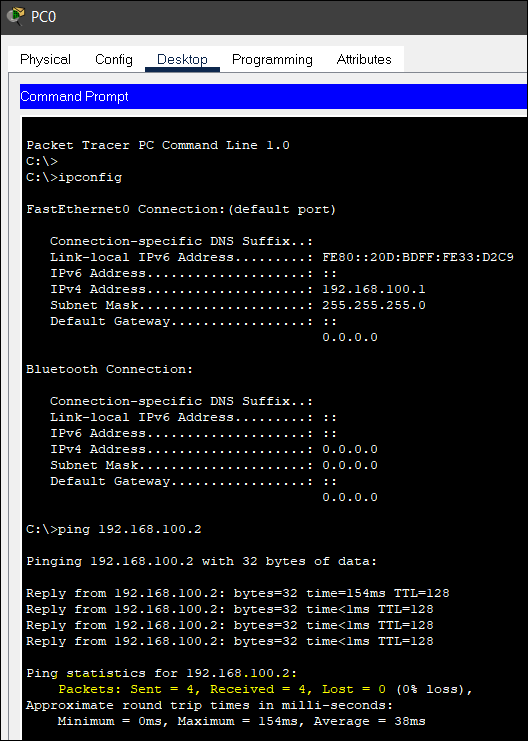 PC0
Physical Config Desktop Programming Attributes
Command Prompt
Packet Tracer PC Command Line 1.0
C:\>
C:\>ipconfig
FastEthernet0 Connection:(default port)
Connection-specific DNS Suffix..:
Link-local IPv6 Address.........: FE80::20D:BDFF:FE33:D2C9
IPv6 Address....................: ::
IPv4 Address....................: 192.168.100.1
Subnet Mask.....................: 255.255.255.0
Default Gateway.................: ::
0.0.0.0
Bluetooth Connection:
Connection-specific DNS Suffix..:
Link-local IPv6 Address.........: ::
IPv6 Address....................: ::
IPv4 Address....................: 0.0.0.0
Subnet Mask.....................: 0.0.0.0
Default Gateway.................: ::
0.0.0.0
C:\>ping 192.168.100.2
Pinging 192.168.100.2 with 32 bytes of data:
Reply from 192.168.100.2: bytes=32 time=154ms TTL=128
Reply from 192.168.100.2: bytes=32 time<1ms TTL=128
Reply from 192.168.100.2: bytes=32 time<1ms TTL=128
Reply from 192.168.100.2: bytes=32 time<1ms TTL=128
Ping statistics for 192.168.100.2:
Packets: Sent = 4, Received = 4, Lost = 0 (0% loss),
Approximate round trip times in milli-seconds:
Minimum = 0ms, Maximum = 154ms, Average = 38ms